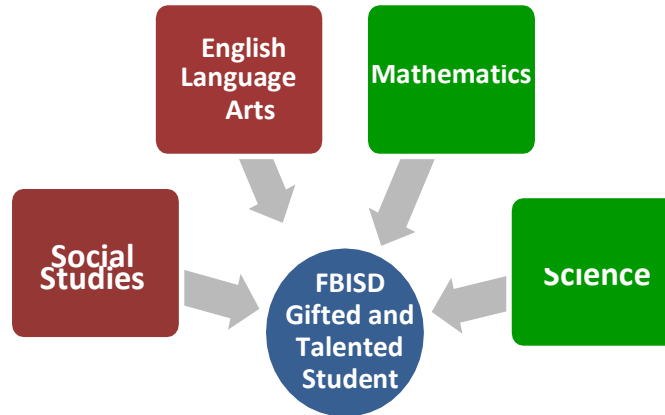 English
Language
Arts
Mathematics
Social
Studies
Science
FBISD
Gifted and
Talented
Student